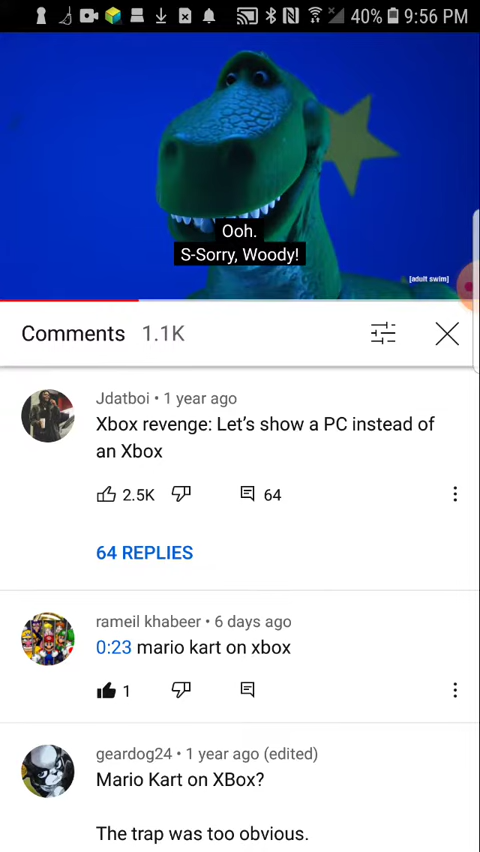 40% 9:56 PM
Ooh.
S-Sorry, Woody!
[adult swim]
Comments 1.1K
Jdatboi • 1 year ago
Xbox revenge: Let’s show a PC instead of
an Xbox
2.5K 64
64 REPLIES
rameil khabeer • 6 days ago
0:23 mario kart on xbox
1
geardog24 • 1 year ago (edited)
Mario Kart on XBox?
The trap was too obvious.